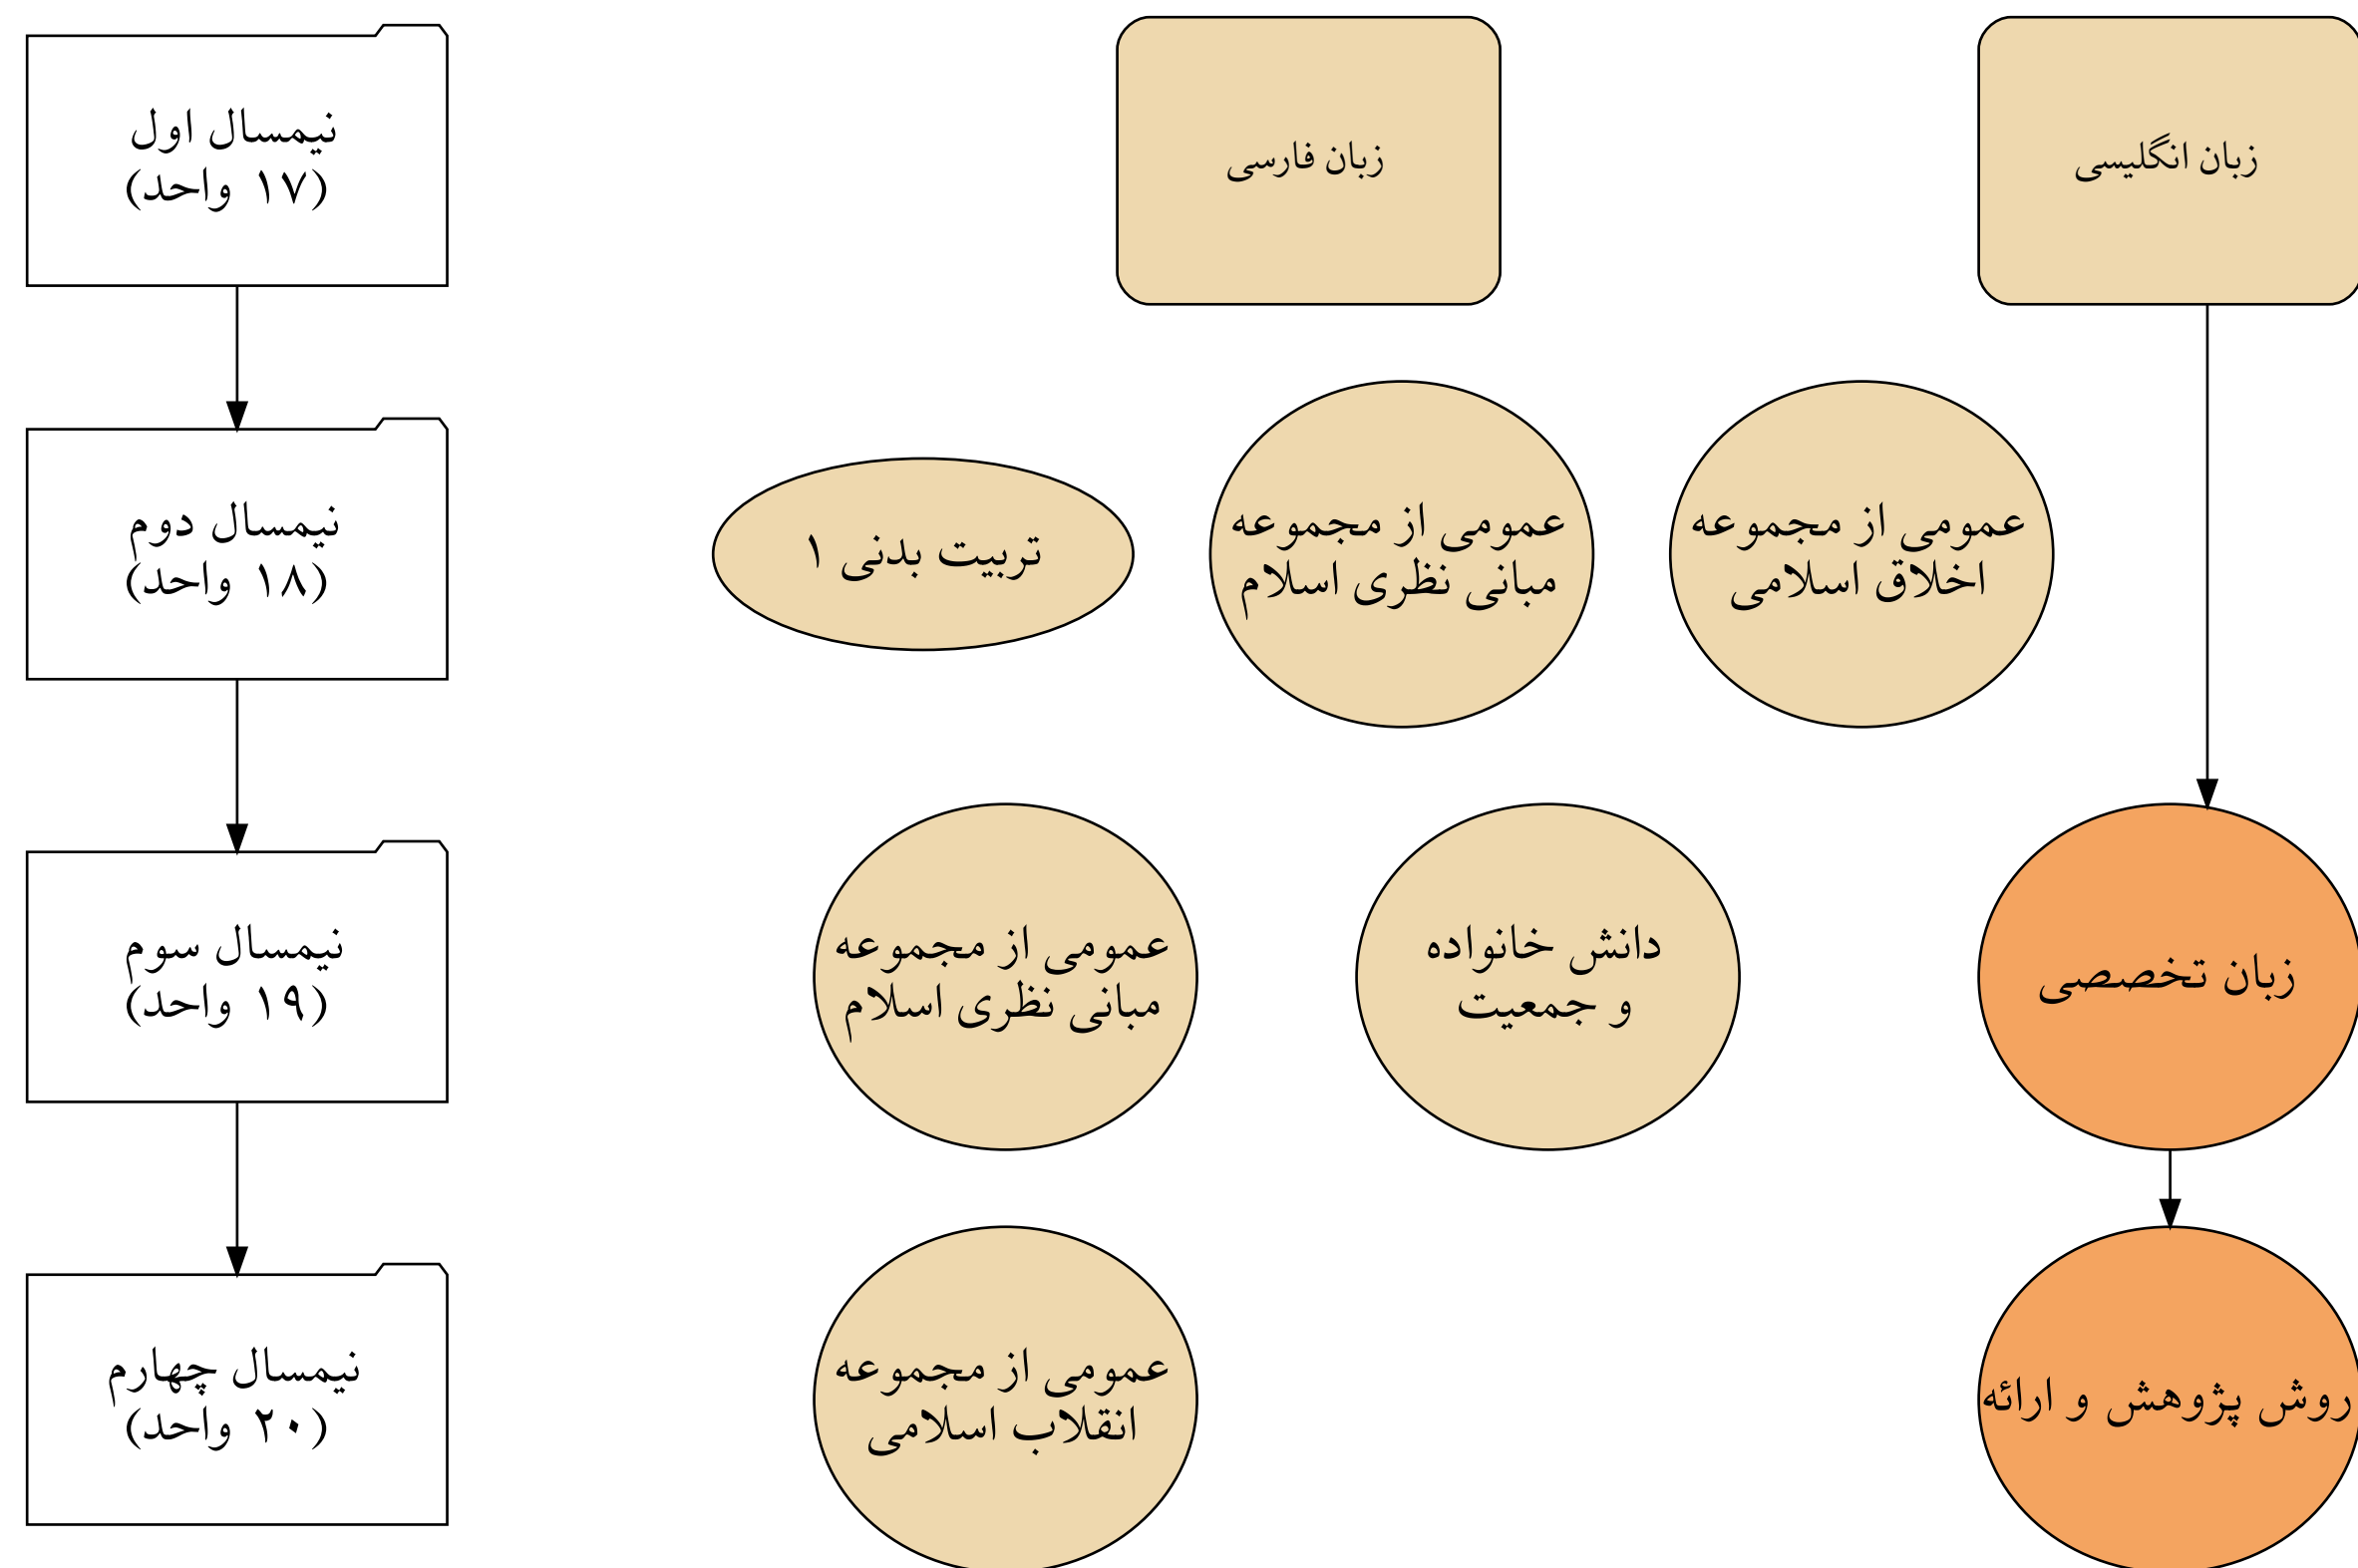 نیمسال اول
(۱۷ واحد)
زبان فارسی
زبان انگلیسی
نیمسال دوم
(۱۸ واحد)
تربیت بدنی ۱
عمومی از مجموعه
مبانی نظری اسلام
عمومی از مجموعه
اخلاق اسلامی
نیمسال سوم
(۱۹ واحد)
عمومی از مجموعه
مبانی نظری اسلام
دانش خانواده
و جمعیت
زبان تخصصی
نیمسال چهارم
(۲۰ واحد)
عمومی از مجموعه
انقلاب اسلامی
روش پژوهش و ارائه